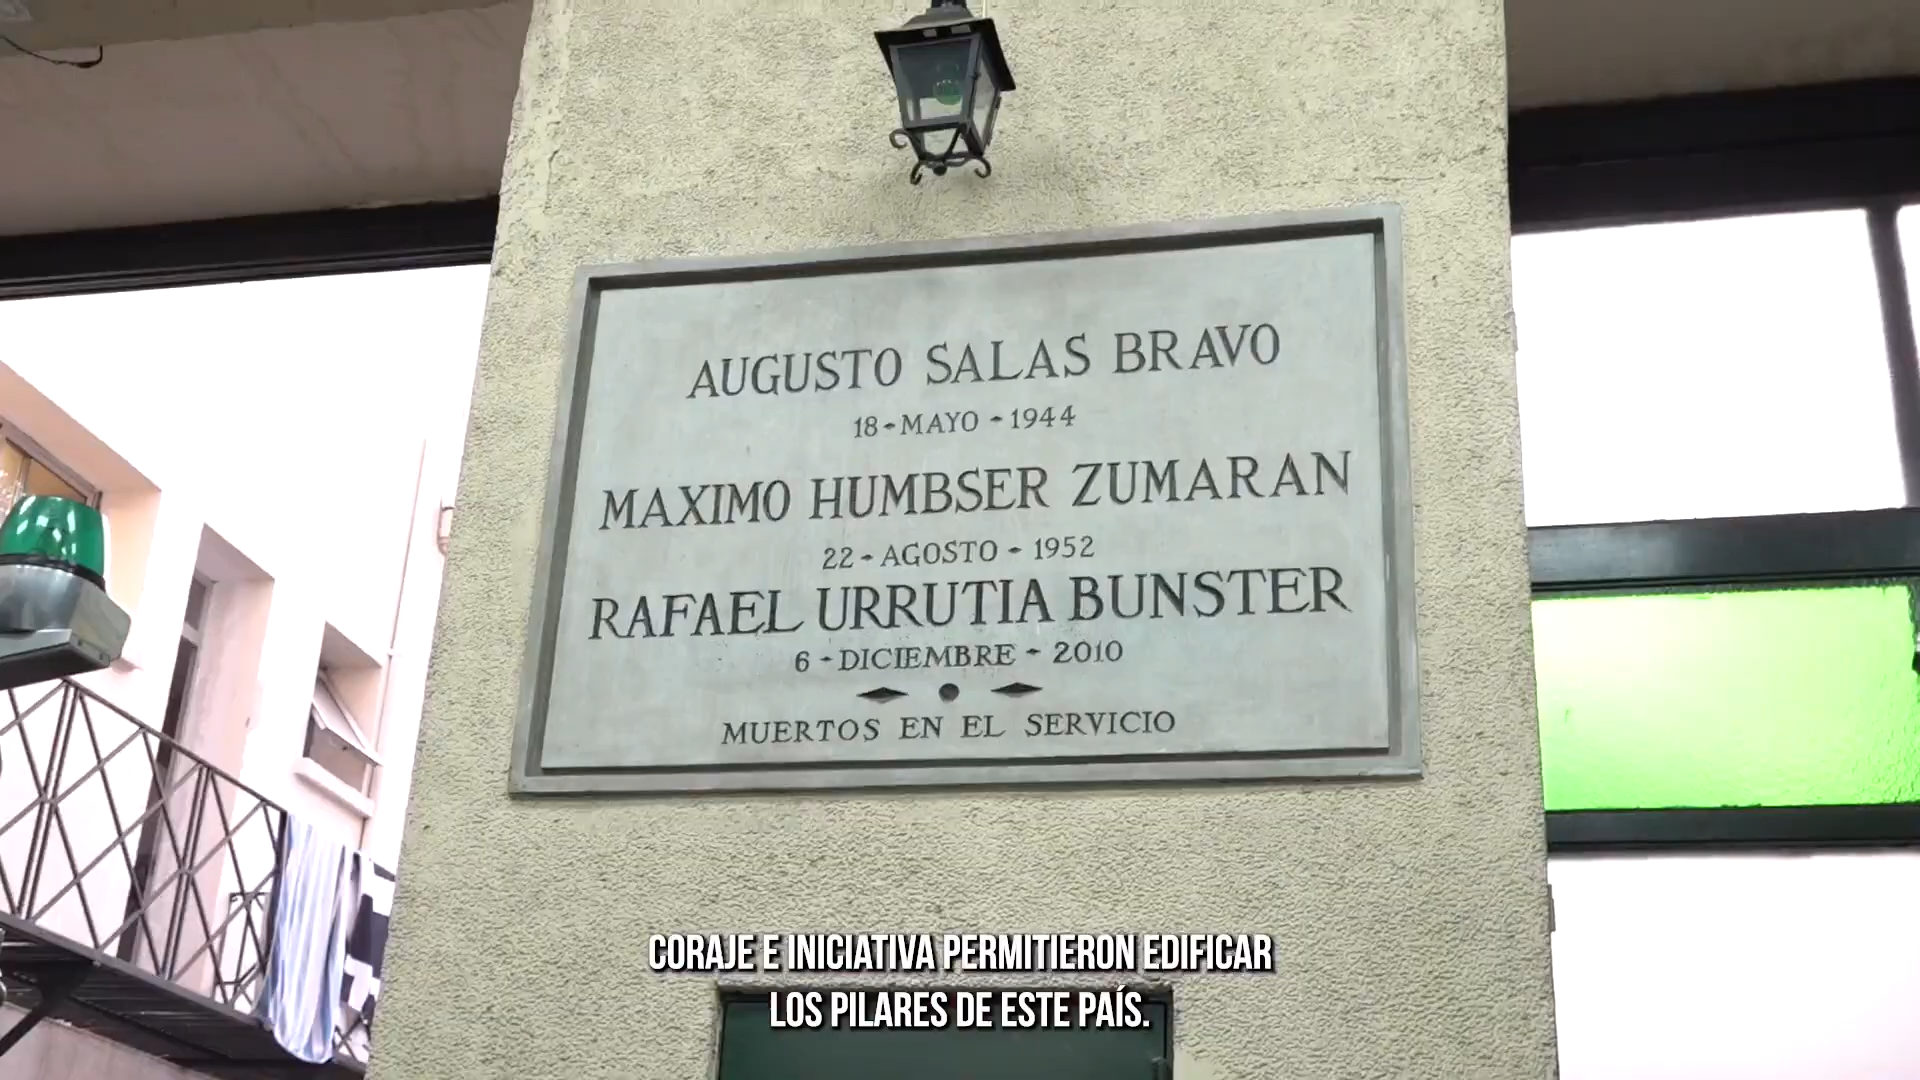 AUGUSTO SALAS BRAVO
18-MAYO-1944
MAXIMO HUMBSER ZUMARAN
22-AGOSTO-1952
RAFAEL URRUTIA BUNSTER
6-DICIEMBRE-2010
MUERTOS EN EL SERVICIO
CORAJE E INICIATIVA PERMITIERON EDIFICAR
LOS PILARES DE ESTE PAÍS.